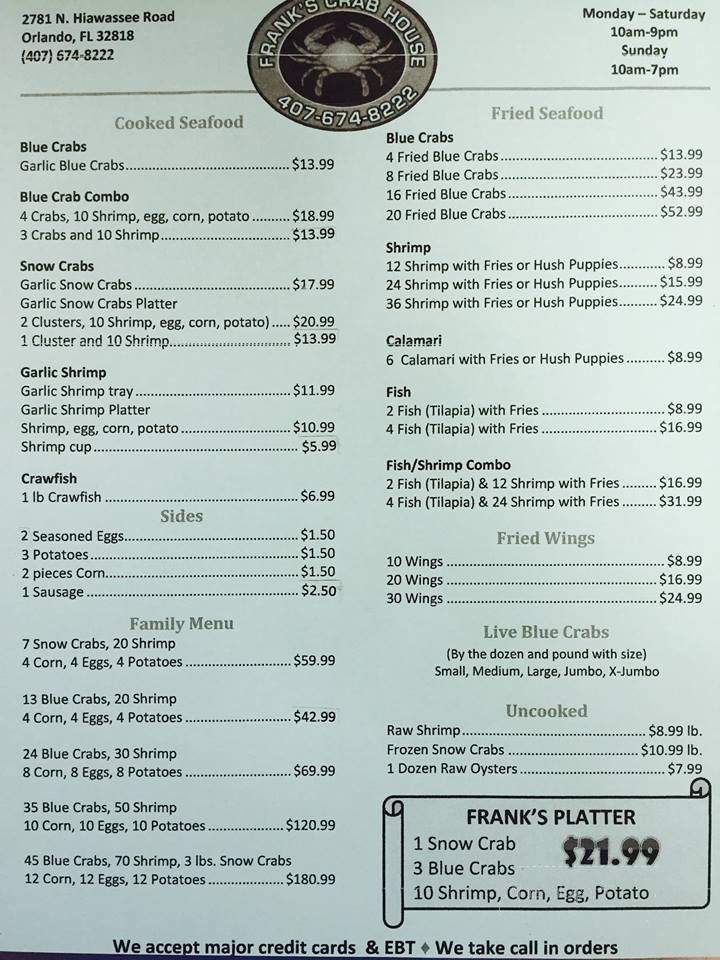 2781 N. Hiawassee Road
Orlando, FL 32818
(407) 674-8222
FRANK'S CRAB HOUSE
407-674-8222
Monday – Saturday
10am-9pm
Sunday
10am-7pm
Cooked Seafood
Blue Crabs
Garlic Blue Crabs $13.99
Blue Crab Combo
4 Crabs, 10 Shrimp, egg, corn, potato $18.99
3 Crabs and 10 Shrimp $13.99
Snow Crabs
Garlic Snow Crabs $17.99
Garlic Snow Crabs Platter
2 Clusters, 10 Shrimp, egg, corn, potato) $20.99
1 Cluster and 10 Shrimp $13.99
Garlic Shrimp
Garlic Shrimp tray $11.99
Garlic Shrimp Platter
Shrimp, egg, corn, potato $10.99
Shrimp cup $5.99
Crawfish
1 lb Crawfish $6.99
Sides
2 Seasoned Eggs $1.50
3 Potatoes $1.50
2 pieces Corn $1.50
1 Sausage $2.50
Family Menu
7 Snow Crabs, 20 Shrimp
4 Corn, 4 Eggs, 4 Potatoes $59.99
13 Blue Crabs, 20 Shrimp
4 Corn, 4 Eggs, 4 Potatoes $42.99
24 Blue Crabs, 30 Shrimp
8 Corn, 8 Eggs, 8 Potatoes $69.99
35 Blue Crabs, 50 Shrimp
10 Corn, 10 Eggs, 10 Potatoes $120.99
45 Blue Crabs, 70 Shrimp, 3 lbs. Snow Crabs
12 Corn, 12 Eggs, 12 Potatoes $180.99
Fried Seafood
Blue Crabs
4 Fried Blue Crabs $13.99
8 Fried Blue Crabs $23.99
16 Fried Blue Crabs $43.99
20 Fried Blue Crabs $52.99
Shrimp
12 Shrimp with Fries or Hush Puppies $8.99
24 Shrimp with Fries or Hush Puppies $15.99
36 Shrimp with Fries or Hush Puppies $24.99
Calamari
6 Calamari with Fries or Hush Puppies $8.99
Fish
2 Fish (Tilapia) with Fries $8.99
4 Fish (Tilapia) with Fries $16.99
Fish/Shrimp Combo
2 Fish (Tilapia) & 12 Shrimp with Fries $16.99
4 Fish (Tilapia) & 24 Shrimp with Fries $31.99
Fried Wings
10 Wings $8.99
20 Wings $16.99
30 Wings $24.99
Live Blue Crabs
(By the dozen and pound with size)
Small, Medium, Large, Jumbo, X-Jumbo
Uncooked
Raw Shrimp $8.99 lb.
Frozen Snow Crabs $10.99 lb.
1 Dozen Raw Oysters $7.99
FRANK'S PLATTER
1 Snow Crab
$21.99
3 Blue Crabs
10 Shrimp, Corn, Egg, Potato
We accept major credit cards & EBT ♦ We take call in orders